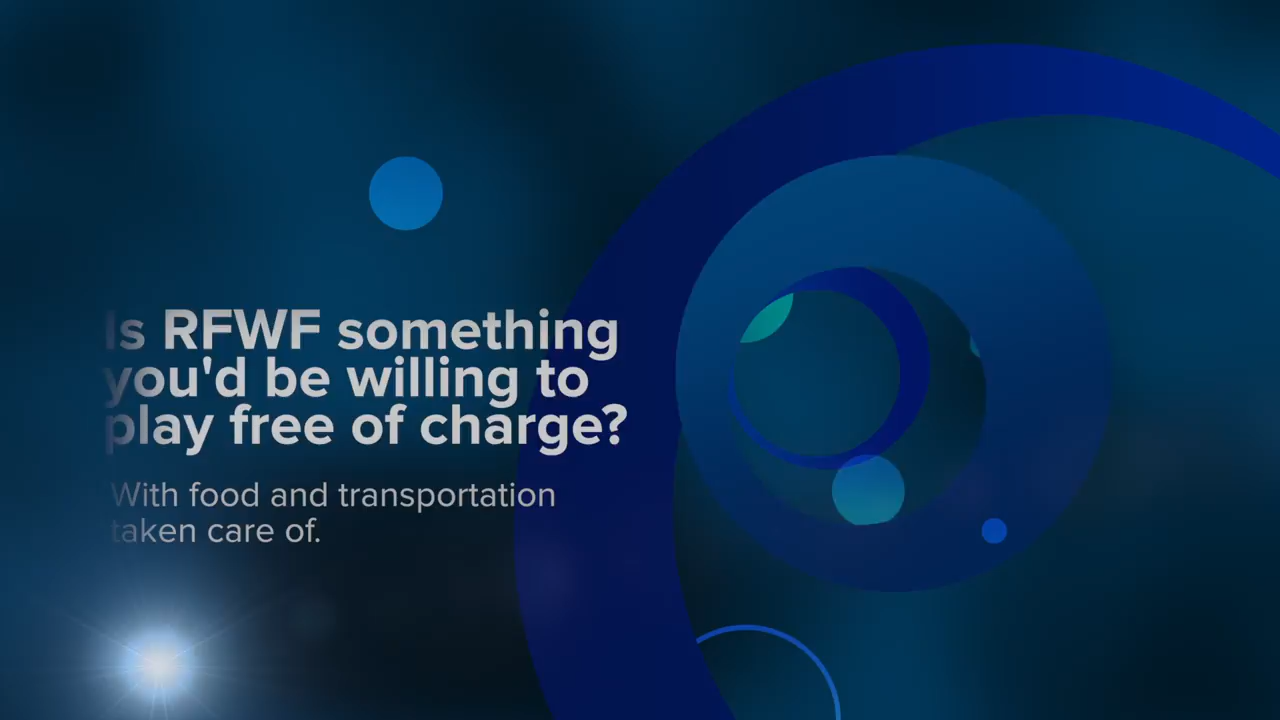 Is RFWF something
you'd be willing to
play free of charge?
With food and transportation
taken care of.